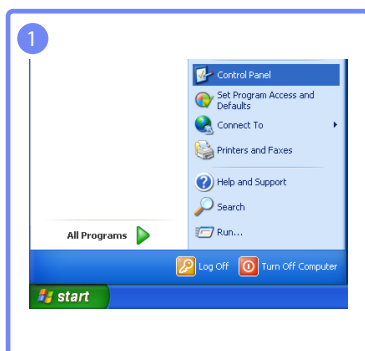 1
Control Panel
Set Program Access and
Defaults
Connect To
Printers and Faxes
Help and Support
Search
All Programs
Run...
Log Off
Turn Off Computer
start